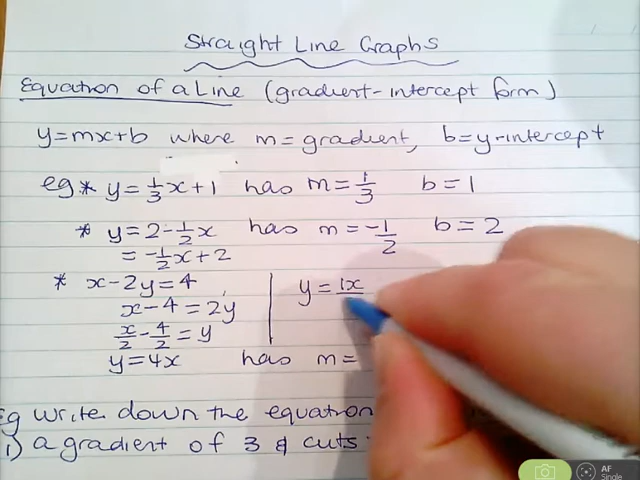 Straight Line Graphs
Equation of a Line (gradient-intercept form)
y=mx+b where m=gradient, b=y-intercept
eg * y=1/3x+1 has m=1/3 b=1
* y=2-1/2x has m=-1/2 b=2
=-1/2x+2
* x-2y=4
x-4=2y
x/2-4/2=y
y=1x
y=4x has m=
Eg Write down the equation
1) a gradient of 3 & cuts
AF
Single